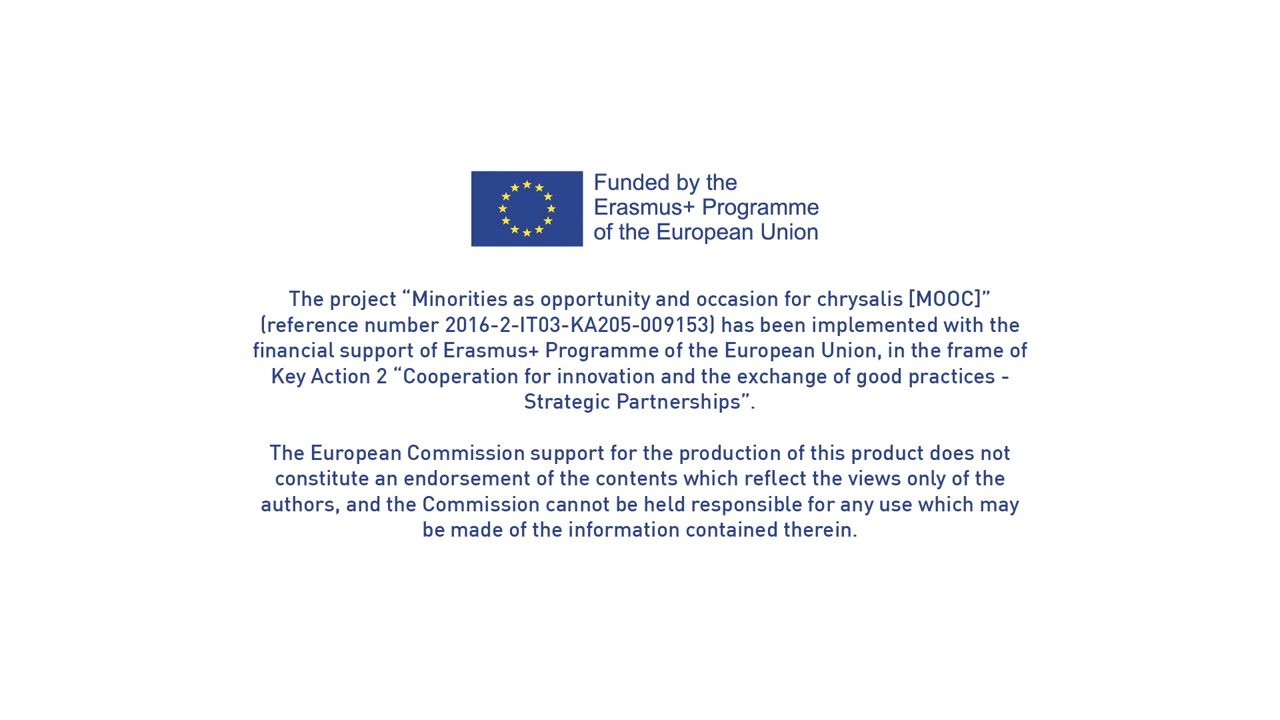 Funded by the
Erasmus+ Programme
of the European Union
The project “Minorities as opportunity and occasion for chrysalis [MOOC]”
(reference number 2016-2-IT03-KA205-009153) has been implemented with the
financial support of Erasmus+ Programme of the European Union, in the frame of
Key Action 2 “Cooperation for innovation and the exchange of good practices -
Strategic Partnerships”.
The European Commission support for the production of this product does not
constitute an endorsement of the contents which reflect the views only of the
authors, and the Commission cannot be held responsible for any use which may
be made of the information contained therein.